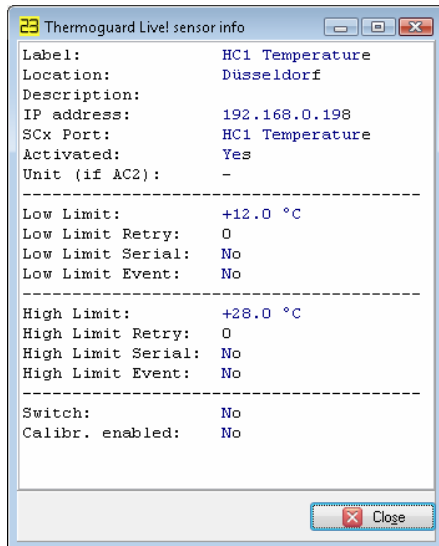 23 Thermoguard Live! sensor info
Label: HC1 Temperature
Location: Düsseldorf
Description:
IP address: 192.168.0.198
SCx Port: HC1 Temperature
Activated: Yes
Unit (if AC2): -
----------------------------------------
Low Limit: +12.0 °C
Low Limit Retry: 0
Low Limit Serial: No
Low Limit Event: No
----------------------------------------
High Limit: +28.0 °C
High Limit Retry: 0
High Limit Serial: No
High Limit Event: No
----------------------------------------
Switch: No
Calibr. enabled: No
Close